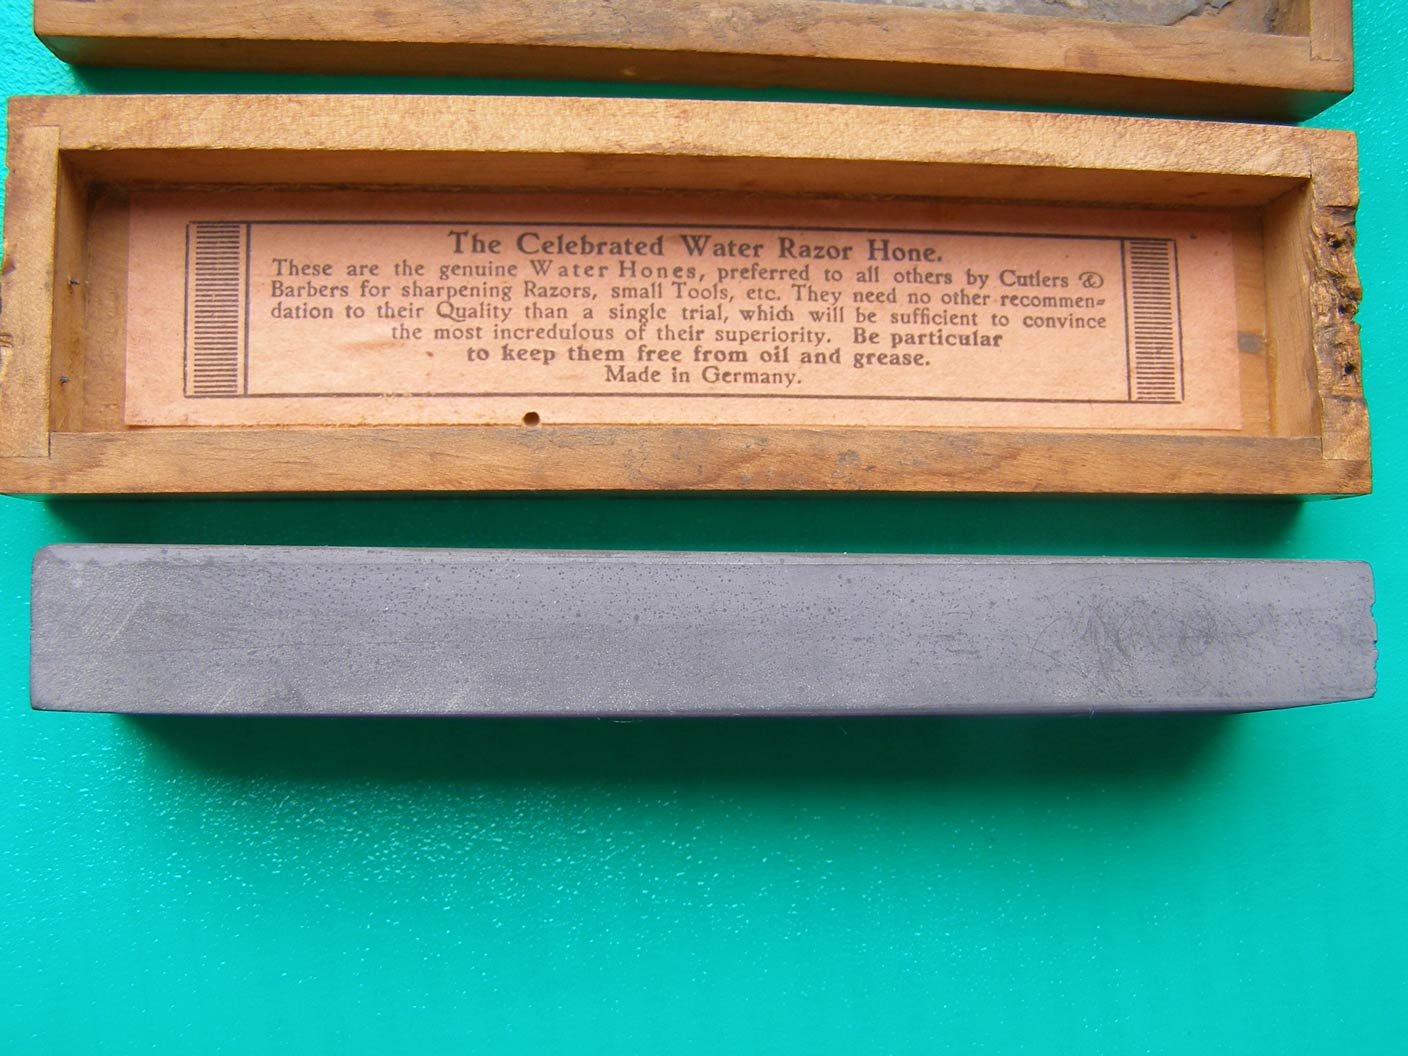 The Celebrated Water Razor Hone.
These are the genuine Water Hones, preferred to all others by Cutlers &
Barbers for sharpening Razors, small Tools, etc. They need no other recommen=
dation to their Quality than a single trial, which will be sufficient to convince
the most incredulous of their superiority. Be particular
to keep them free from oil and grease.
Made in Germany.